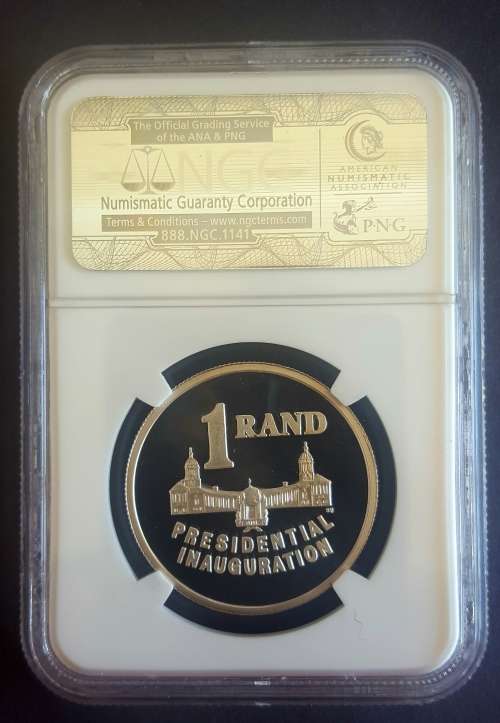 The Official Grading Service
of the ANA & PNG
NGC
Numismatic Guaranty Corporation
Terms & Conditions – www.ngcterms.com
888.NGC.1141
AMERICAN
NUMISMATIC
ASSOCIATION
P·N·G
1 RAND
PRESIDENTIAL
INAUGURATION